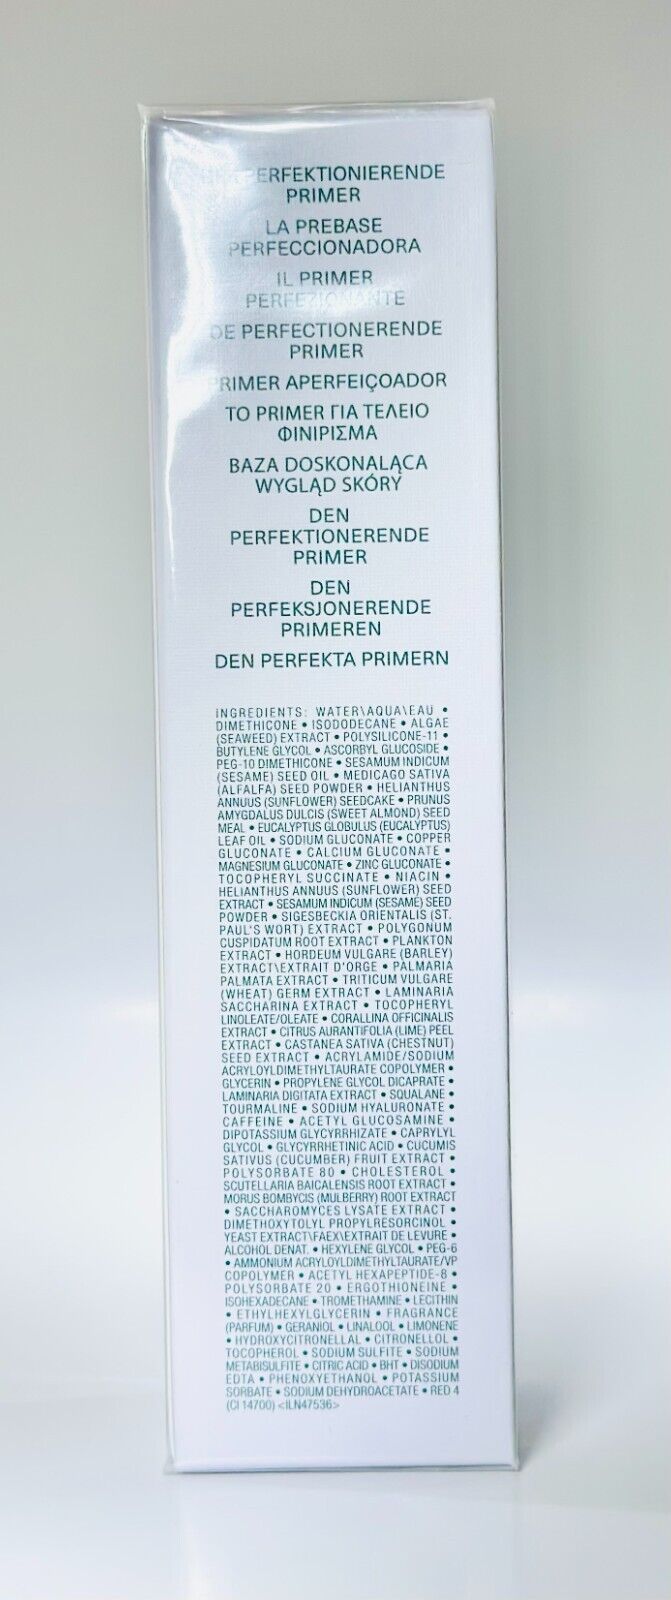 PERFEKTIONIERENDE
PRIMER
LA PREBASE
PERFECCIONADORA
IL PRIMER
PERFEZIONANTE
DE PERFECTIONERENDE
PRIMER
PRIMER APERFEIÇOADOR
ΤΟ PRIMER ΓΙΑ ΤΕΛΕΙΟ
ΦΙΝΙΡΙΣΜΑ
BAZA DOSKONALĄCA
WYGLĄD SKÓRY
DEN
PERFEKTIONERENDE
PRIMER
DEN
PERFEKSJONERENDE
PRIMEREN
DEN PERFEKTA PRIMERN
INGREDIENTS: WATER\AQUA\EAU •
DIMETHICONE • ISODODECANE • ALGAE
(SEAWEED) EXTRACT • POLYSILICONE-11 •
BUTYLENE GLYCOL • ASCORBYL GLUCOSIDE •
PEG-10 DIMETHICONE • SESAMUM INDICUM
(SESAME) SEED OIL • MEDICAGO SATIVA
(ALFALFA) SEED POWDER • HELIANTHUS
ANNUUS (SUNFLOWER) SEEDCAKE • PRUNUS
AMYGDALUS DULCIS (SWEET ALMOND) SEED
MEAL • EUCALYPTUS GLOBULUS (EUCALYPTUS)
LEAF OIL • SODIUM GLUCONATE • COPPER
GLUCONATE • CALCIUM GLUCONATE •
MAGNESIUM GLUCONATE • ZINC GLUCONATE •
TOCOPHERYL SUCCINATE • NIACIN •
HELIANTHUS ANNUUS (SUNFLOWER) SEED
EXTRACT • SESAMUM INDICUM (SESAME) SEED
POWDER • SIGESBECKIA ORIENTALIS (ST.
PAUL'S WORT) EXTRACT • POLYGONUM
CUSPIDATUM ROOT EXTRACT • PLANKTON
EXTRACT • HORDEUM VULGARE (BARLEY)
EXTRACT\EXTRAIT D'ORGE • PALMARIA
PALMATA EXTRACT • TRITICUM VULGARE
(WHEAT) GERM EXTRACT • LAMINARIA
SACCHARINA EXTRACT • TOCOPHERYL
LINOLEATE/OLEATE • CORALLINA OFFICINALIS
EXTRACT • CITRUS AURANTIFOLIA (LIME) PEEL
EXTRACT • CASTANEA SATIVA (CHESTNUT)
SEED EXTRACT • ACRYLAMIDE/SODIUM
ACRYLOYLDIMETHYLTAURATE COPOLYMER •
GLYCERIN • PROPYLENE GLYCOL DICAPRATE •
LAMINARIA DIGITATA EXTRACT • SQUALANE •
TOURMALINE • SODIUM HYALURONATE •
CAFFEINE • ACETYL GLUCOSAMINE •
DIPOTASSIUM GLYCYRRHIZATE • CAPRYLYL
GLYCOL • GLYCYRRHETINIC ACID • CUCUMIS
SATIVUS (CUCUMBER) FRUIT EXTRACT •
POLYSORBATE 80 • CHOLESTEROL •
SCUTELLARIA BAICALENSIS ROOT EXTRACT •
MORUS BOMBYCIS (MULBERRY) ROOT EXTRACT
• SACCHAROMYCES LYSATE EXTRACT •
DIMETHOXYTOLYL PROPYLRESORCINOL •
YEAST EXTRACT\FAEX\EXTRAIT DE LEVURE •
ALCOHOL DENAT. • HEXYLENE GLYCOL • PEG-6
• AMMONIUM ACRYLOYLDIMETHYLTAURATE/VP
COPOLYMER • ACETYL HEXAPEPTIDE-8 •
POLYSORBATE 20 • ERGOTHIONEINE •
ISOHEXADECANE • TROMETHAMINE • LECITHIN
• ETHYLHEXYLGLYCERIN • FRAGRANCE
(PARFUM) • GERANIOL • LINALOOL • LIMONENE
• HYDROXYCITRONELLAL • CITRONELLOL •
TOCOPHEROL • SODIUM SULFITE • SODIUM
METABISULFITE • CITRIC ACID • BHT • DISODIUM
EDTA • PHENOXYETHANOL • POTASSIUM
SORBATE • SODIUM DEHYDROACETATE • RED 4
(CI 14700) <ILN47536>